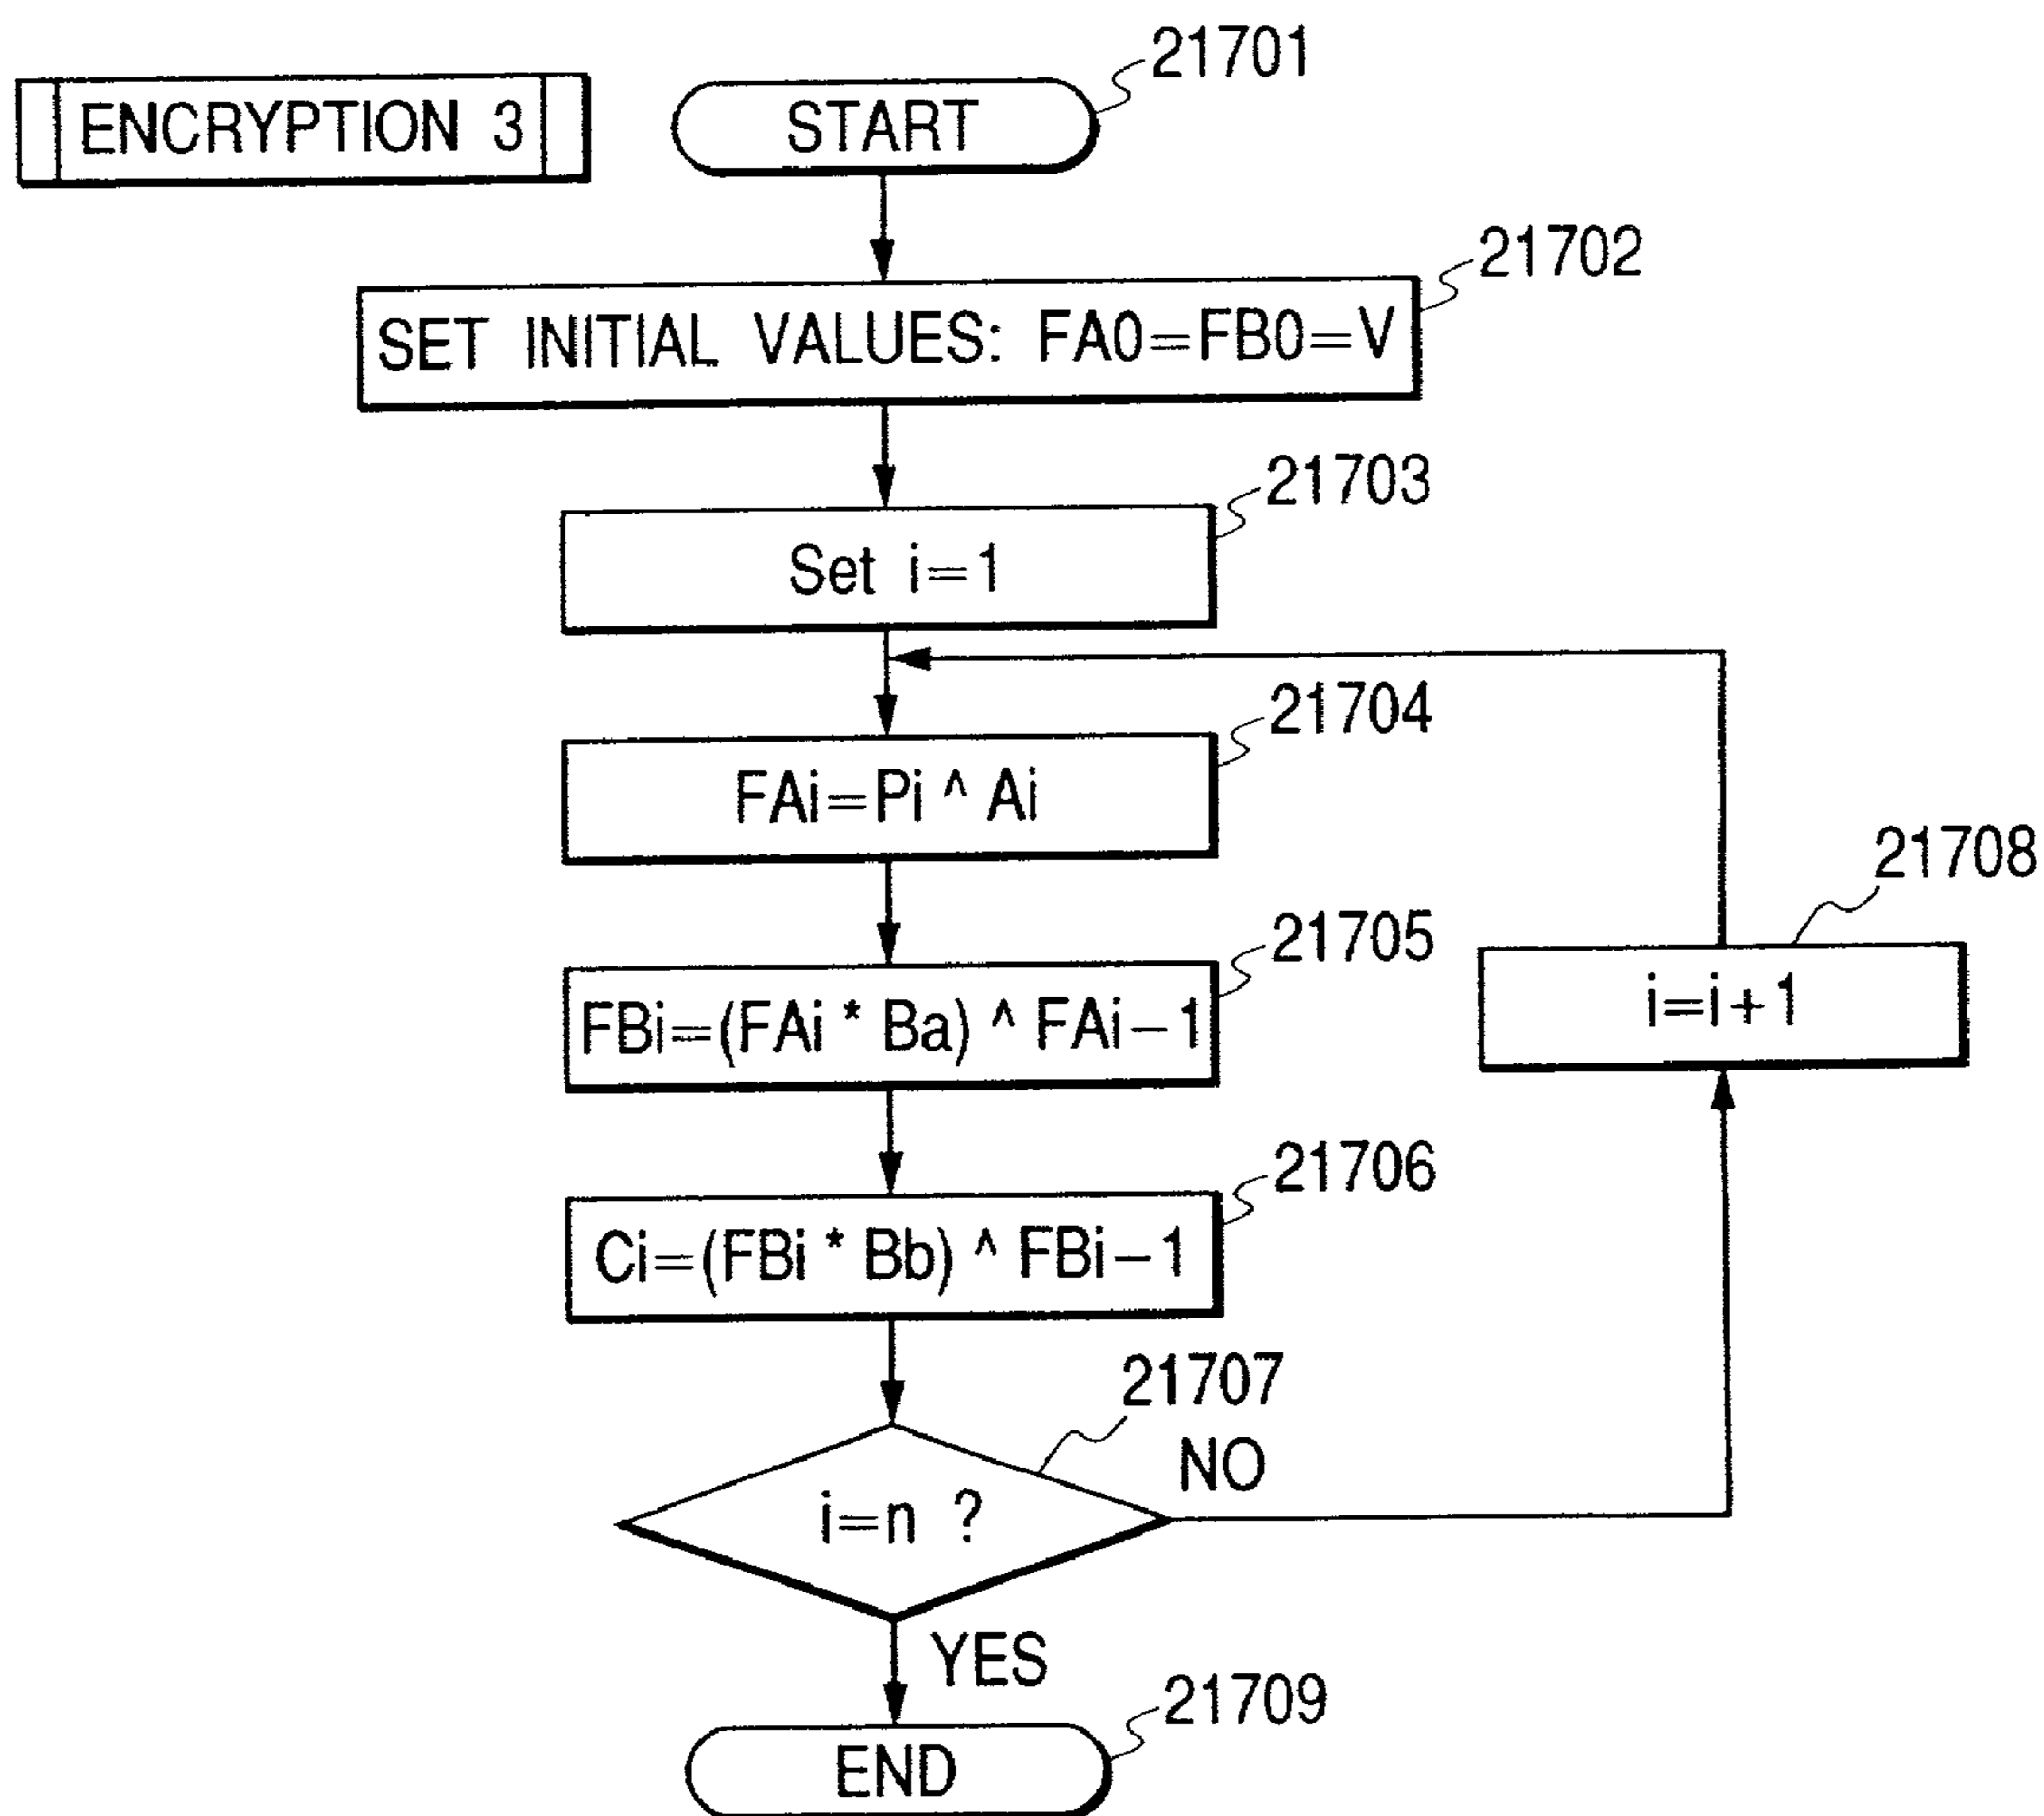 ENCRYPTION 3
START
21701
SET INITIAL VALUES: FA0=FB0=V
21702
Set i=1
21703
FAi=Pi ^ Ai
21704
FBi=(FAi * Ba) ^ FAi-1
21705
i=i+1
21708
Ci=(FBi * Bb) ^ FBi-1
21706
i=n ?
21707
NO
YES
END
21709